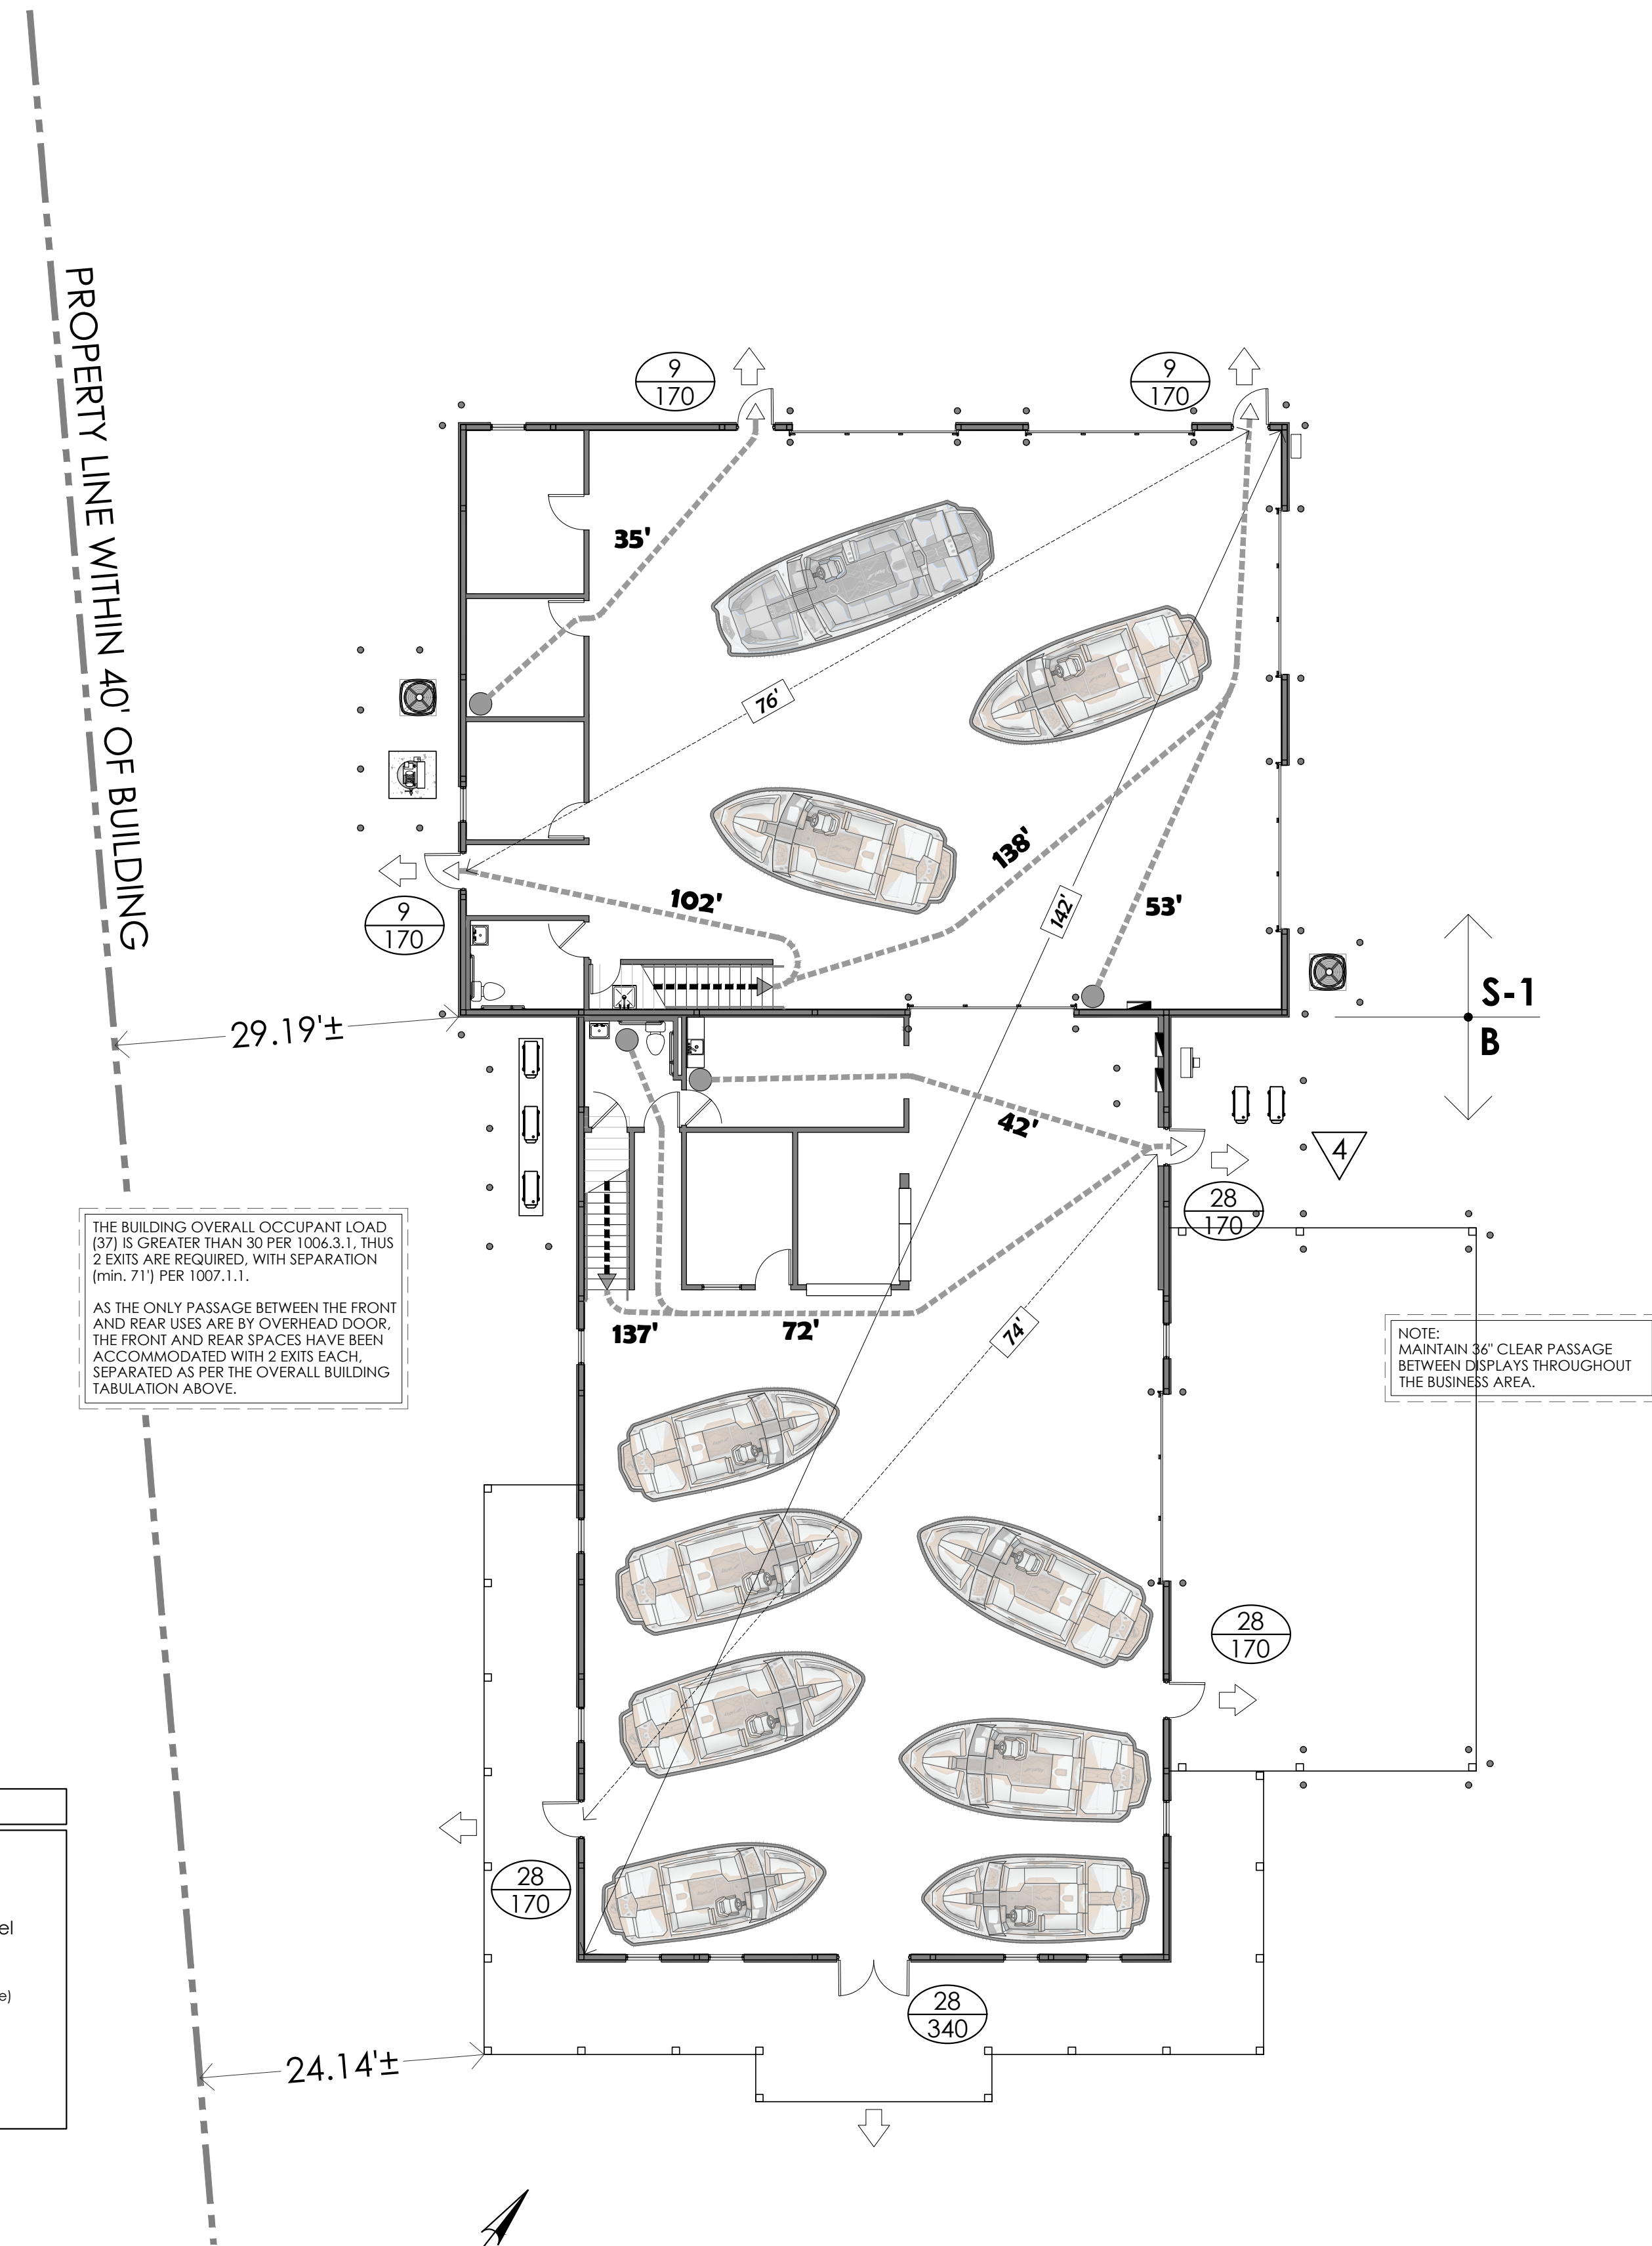 PROPERTY LINE WITHIN 40' OF BUILDING
9
170
9
170
35'
76'
138'
142'
53'
102'
9
170
29.19'±
S-1
B
42'
4
28
170
THE BUILDING OVERALL OCCUPANT LOAD
(37) IS GREATER THAN 30 PER 1006.3.1, THUS
2 EXITS ARE REQUIRED, WITH SEPARATION
(min. 71') PER 1007.1.1.
AS THE ONLY PASSAGE BETWEEN THE FRONT
AND REAR USES ARE BY OVERHEAD DOOR,
THE FRONT AND REAR SPACES HAVE BEEN
ACCOMMODATED WITH 2 EXITS EACH,
SEPARATED AS PER THE OVERALL BUILDING
TABULATION ABOVE.
137'
72'
74'
NOTE:
MAINTAIN 36" CLEAR PASSAGE
BETWEEN DISPLAYS THROUGHOUT
THE BUSINESS AREA.
28
170
28
170
el
e)
28
340
24.14'±